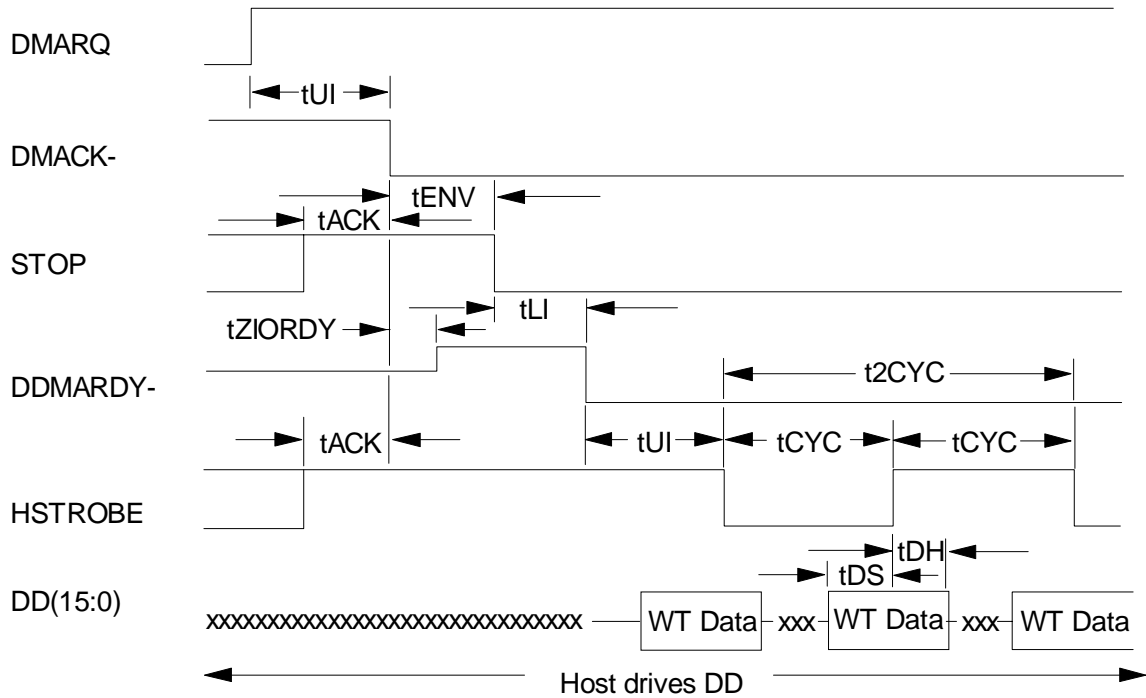 DMARQ
tUI
DMACK-
tENV
tACK
STOP
tLI
tZIORDY
DDMARDY-
t2CYC
tACK
tUI
tCYC
tCYC
HSTROBE
tDH
tDS
DD(15:0)
xxxxxxxxxxxxxxxxxxxxxxxxxxxxxxx WT Data xxx WT Data xxx WT Data
Host drives DD